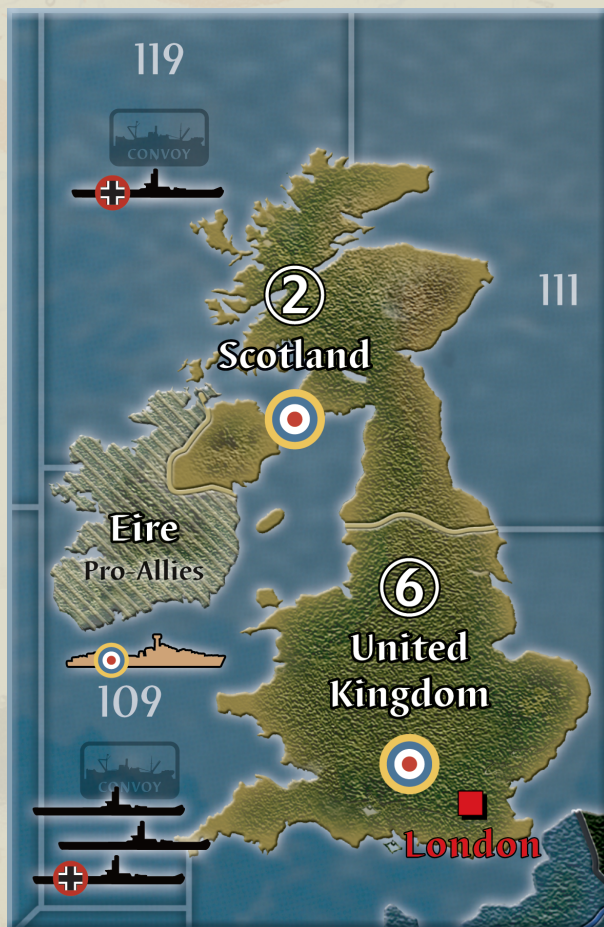 119
CONVOY
2
111
Scotland
Eire
Pro-Allies
6
United
Kingdom
109
CONVOY
London